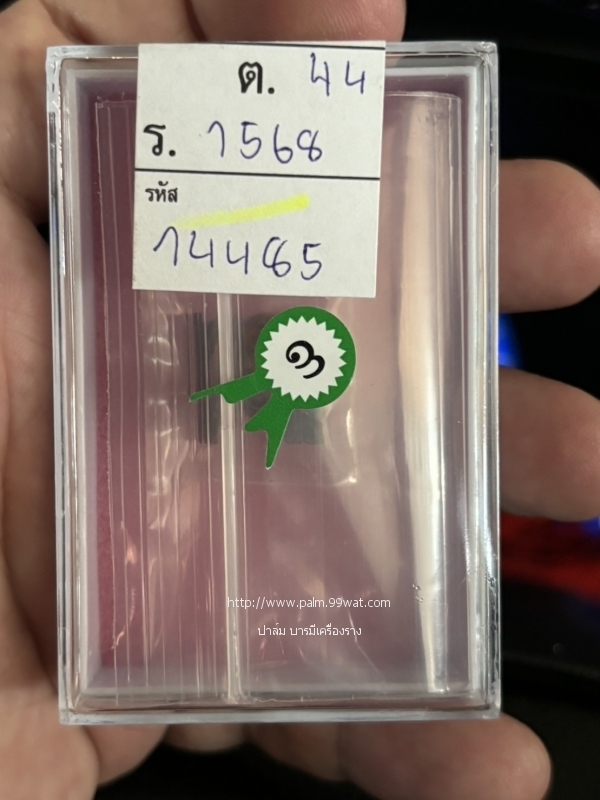 ต. 44
ร. 1568
รหัส
14485
๓
http://www.palm.99wat.com
ปาล์ม บารมีเครื่องราง